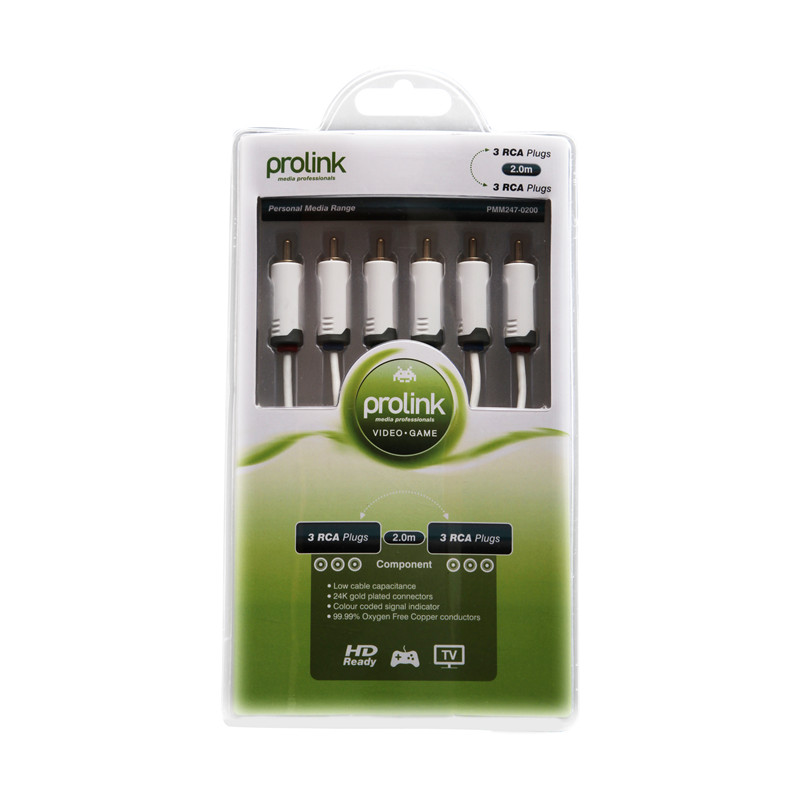 prolink
media professionals
3 RCA Plugs
2.0m
3 RCA Plugs
Personal Media Range PMM247-0200
prolink
media professionals
VIDEO • GAME
3 RCA Plugs 2.0m 3 RCA Plugs
Component
• Low cable capacitance
• 24K gold plated connectors
• Colour coded signal indicator
• 99.99% Oxygen Free Copper conductors
HD
Ready
TV